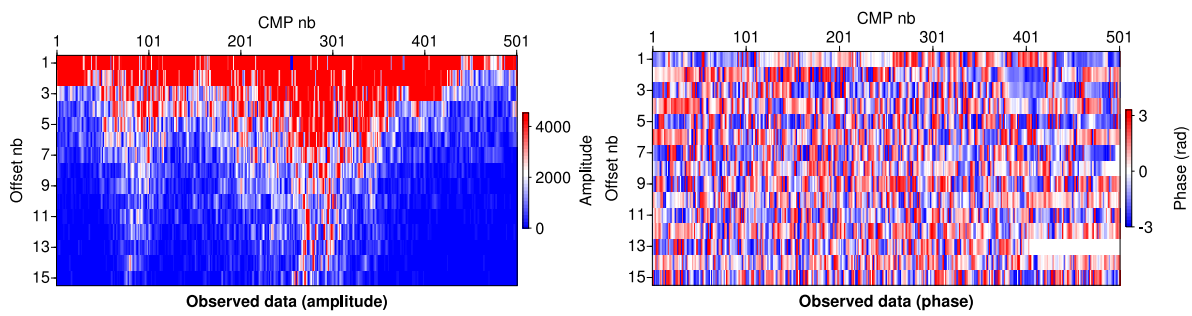 CMP nb
1 101 201 301 401 501
1
3
5
7
9
11
13
15
Offset nb
4000
2000
0
Amplitude
Observed data (amplitude)
CMP nb
1 101 201 301 401 501
1
3
5
7
9
11
13
15
Offset nb
3
0
-3
Phase (rad)
Observed data (phase)